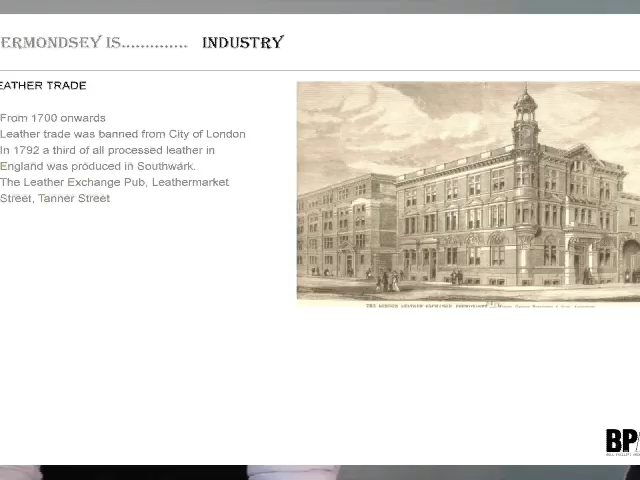 ERMONDSEY IS.............. INDUSTRY
EATHER TRADE
From 1700 onwards
Leather trade was banned from City of London
In 1792 a third of all processed leather in
England was produced in Southwark.
The Leather Exchange Pub, Leathermarket
Street, Tanner Street
BP